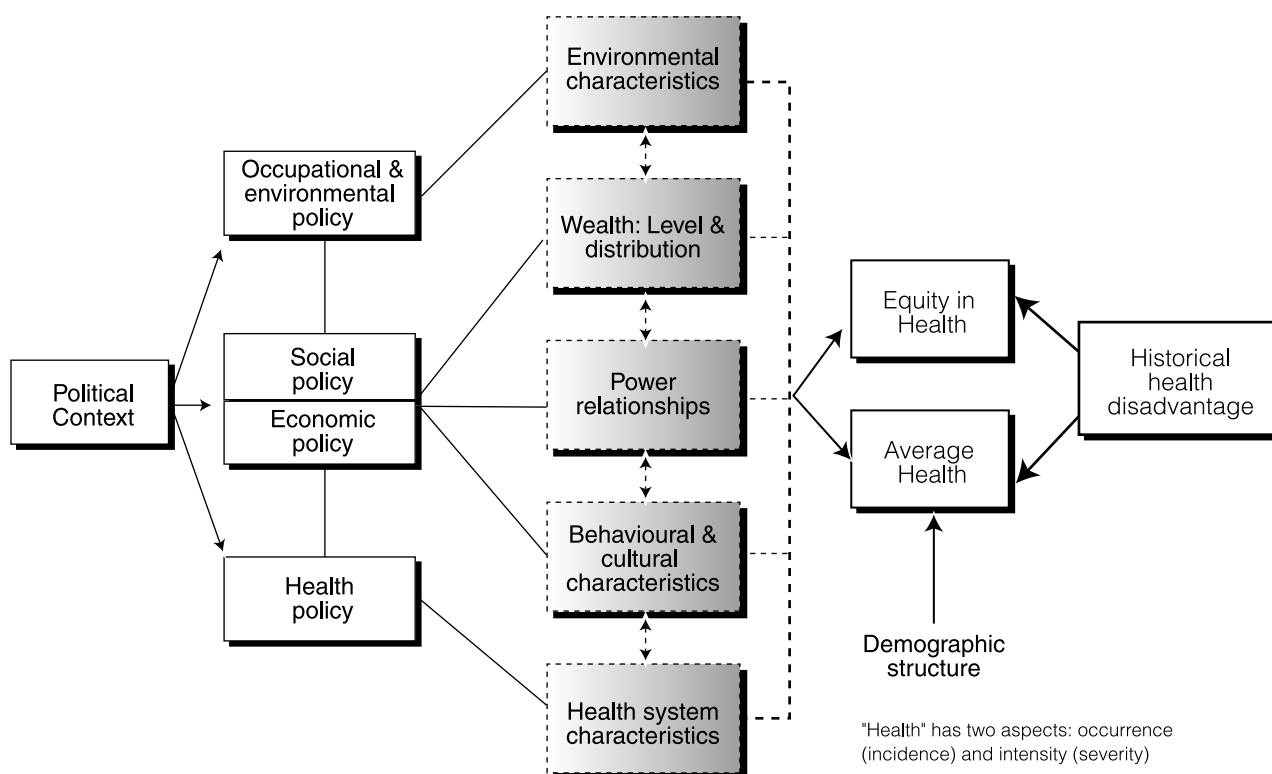 Political
Context
Occupational &
environmental
policy
Social
policy
Economic
policy
Health
policy
Environmental
characteristics
Wealth: Level &
distribution
Power
relationships
Behavioural &
cultural
characteristics
Health system
characteristics
Equity in
Health
Average
Health
Historical
health
disadvantage
Demographic
structure
"Health" has two aspects: occurrence
(incidence) and intensity (severity)